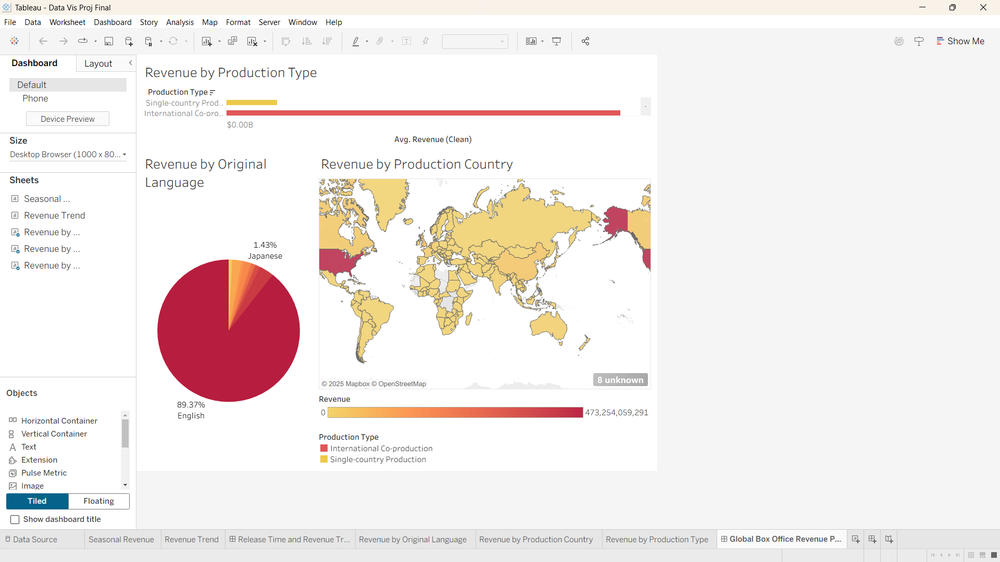 Tableau - Data Vis Proj Final
File Data Worksheet Dashboard Story Analysis Map Format Server Window Help
Show Me
Dashboard
Layout
Default
Phone
Device Preview
Size
Desktop Browser (1000 x 80...
Sheets
Seasonal ...
Revenue Trend
Revenue by ...
Revenue by ...
Revenue by ...
Objects
Horizontal Container
Vertical Container
Text
Extension
Pulse Metric
Image
Tiled
Floating
Show dashboard title
Revenue by Production Type
Production Type
Single-country Prod..
International Co-pro..
$0.00B
Avg. Revenue (Clean)
Revenue by Original
Language
1.43%
Japanese
89.37%
English
Revenue by Production Country
© 2025 Mapbox © OpenStreetMap
8 unknown
Revenue
0
473,254,059,291
Production Type
International Co-production
Single-country Production
Data Source
Seasonal Revenue
Revenue Trend
Release Time and Revenue Tr...
Revenue by Original Language
Revenue by Production Country
Revenue by Production Type
Global Box Office Revenue P...